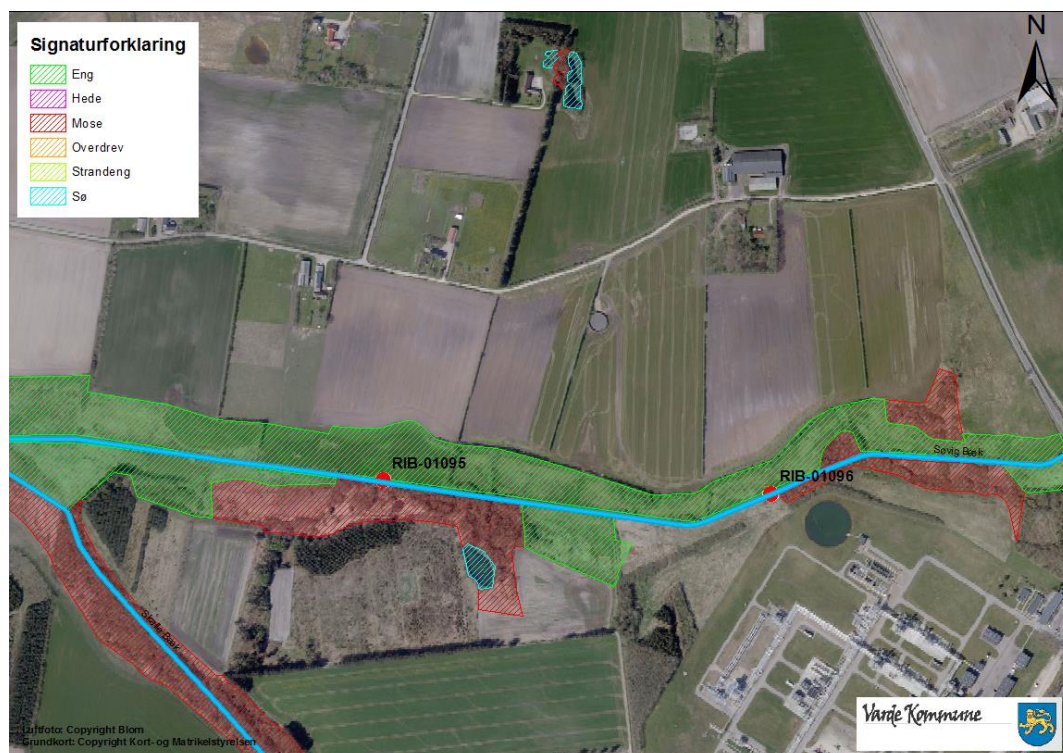 Signaturforklaring
Eng
Hede
Mose
Overdrev
Strandeng
Sø
N
RIB-01095
RIB-01096
Søvig Bæk
Bæk
Luftfoto: Copyright Blom
Grundkort: Copyright Kort- og Matrikelstyrelsen
Varde Kommune